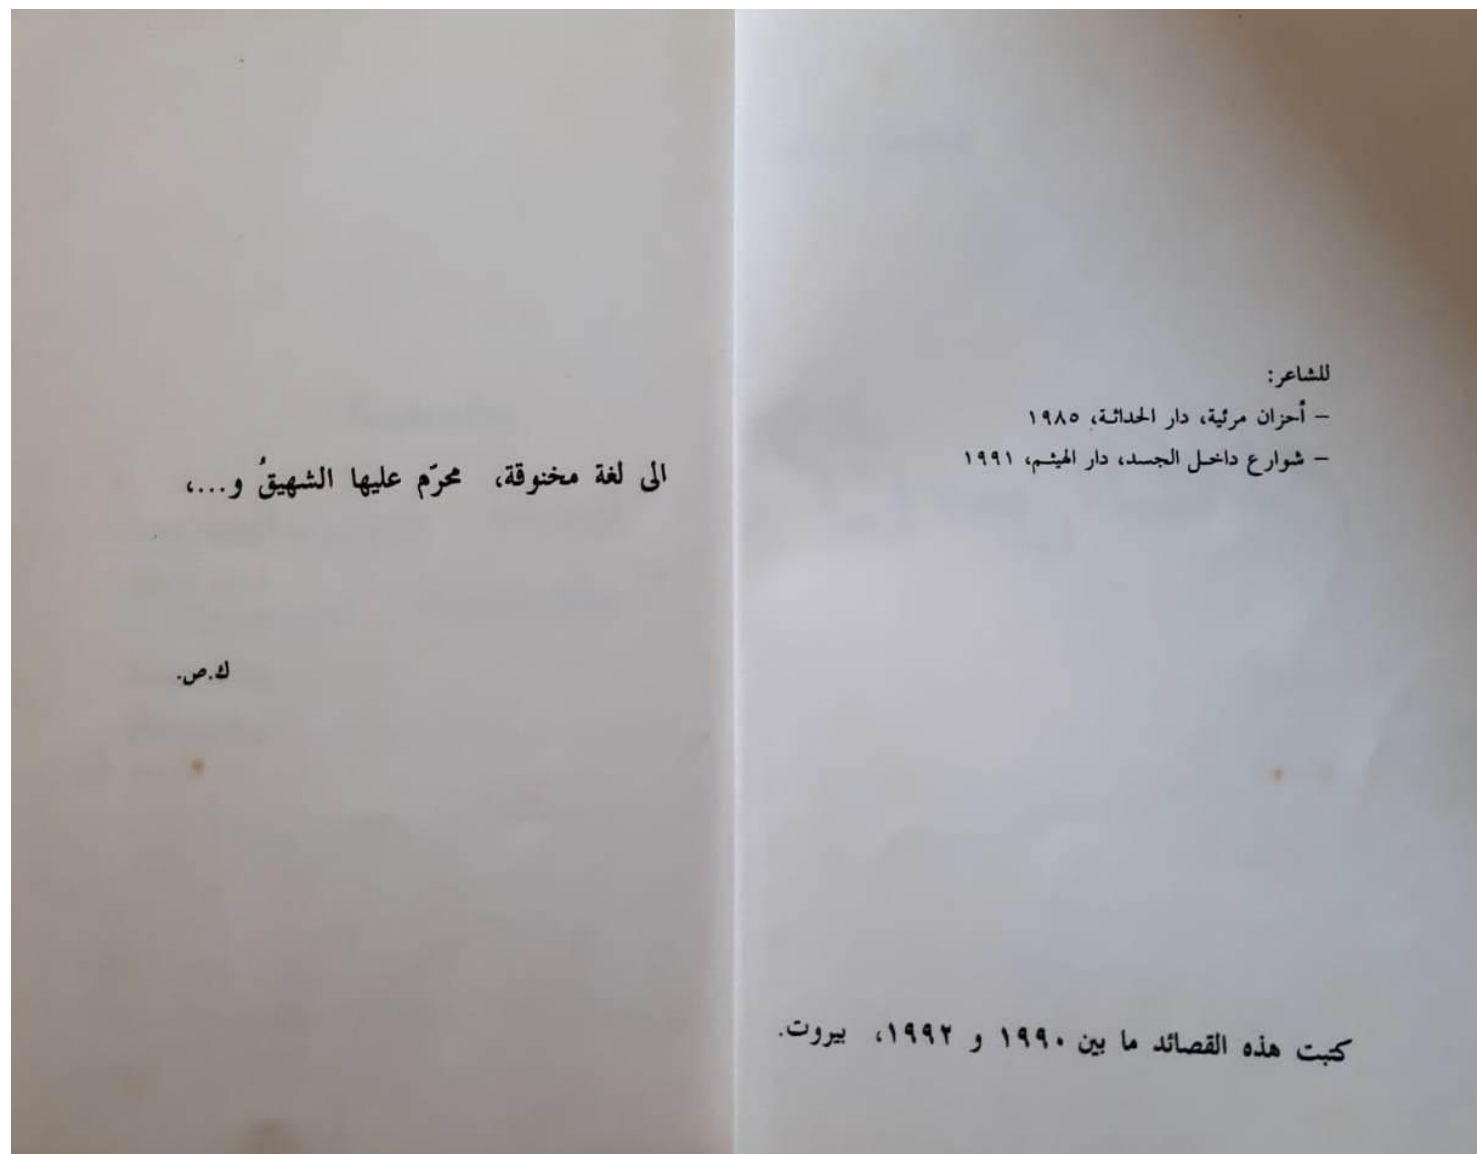 للشاعر:
– أحزان مرئية، دار الحداثة، ١٩٨٥
– شوارع داخل الجسد، دار الهيثم، ١٩٩١
كتبت هذه القصائد ما بين ١٩٩٠ و ١٩٩٢، بيروت.
الى لغة مخنوقة، محرّم عليها الشهيقُ و...،
ك.ص.